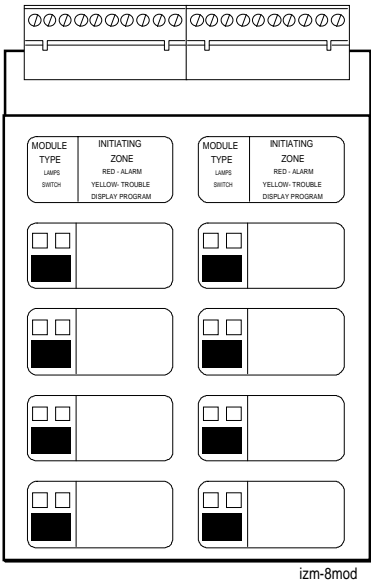 MODULE
TYPE
LAMPS
SWITCH
INITIATING
ZONE
RED - ALARM
YELLOW- TROUBLE
DISPLAY PROGRAM
MODULE
TYPE
LAMPS
SWITCH
INITIATING
ZONE
RED - ALARM
YELLOW- TROUBLE
DISPLAY PROGRAM
izm-8mod